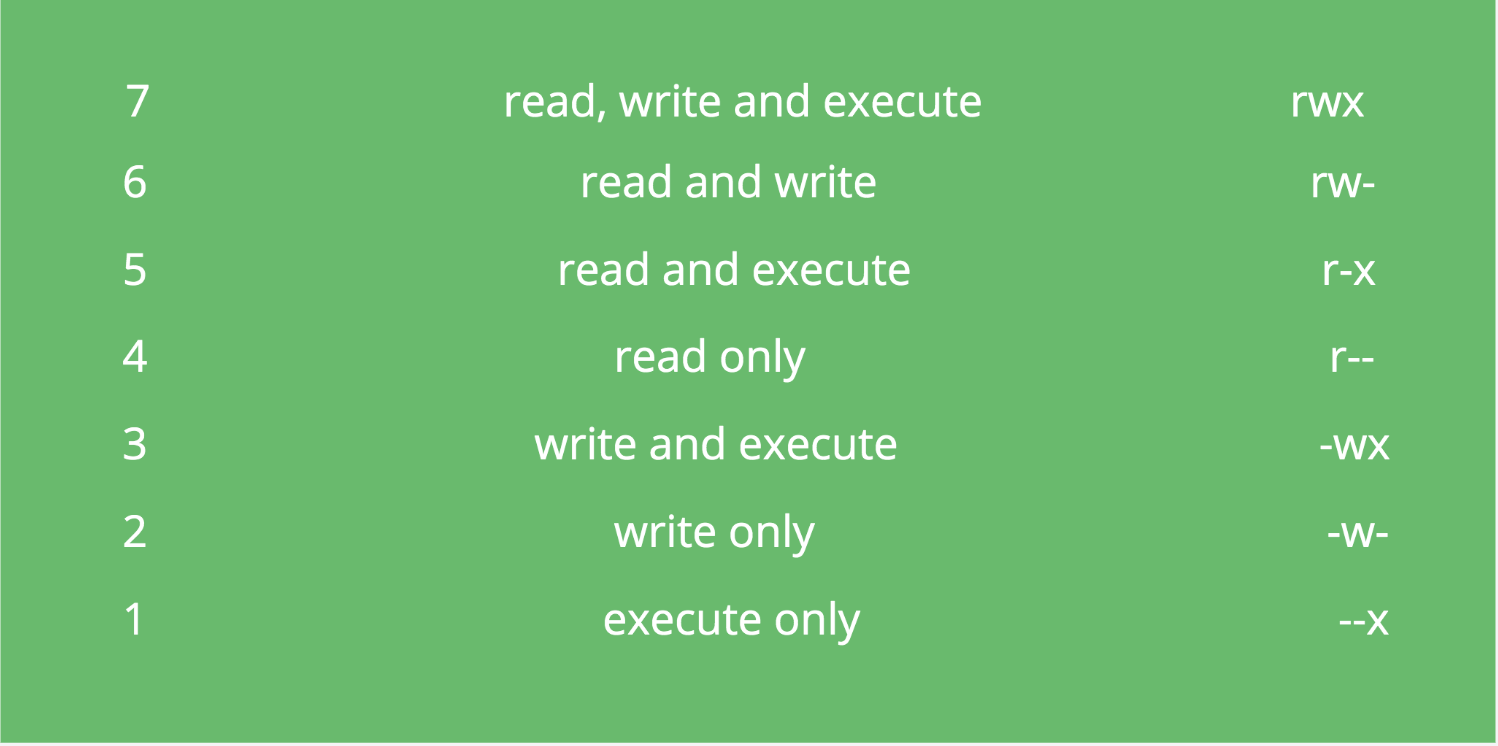 7 read, write and execute rwx
6 read and write rw-
5 read and execute r-x
4 read only r--
3 write and execute -wx
2 write only -w-
1 execute only --x